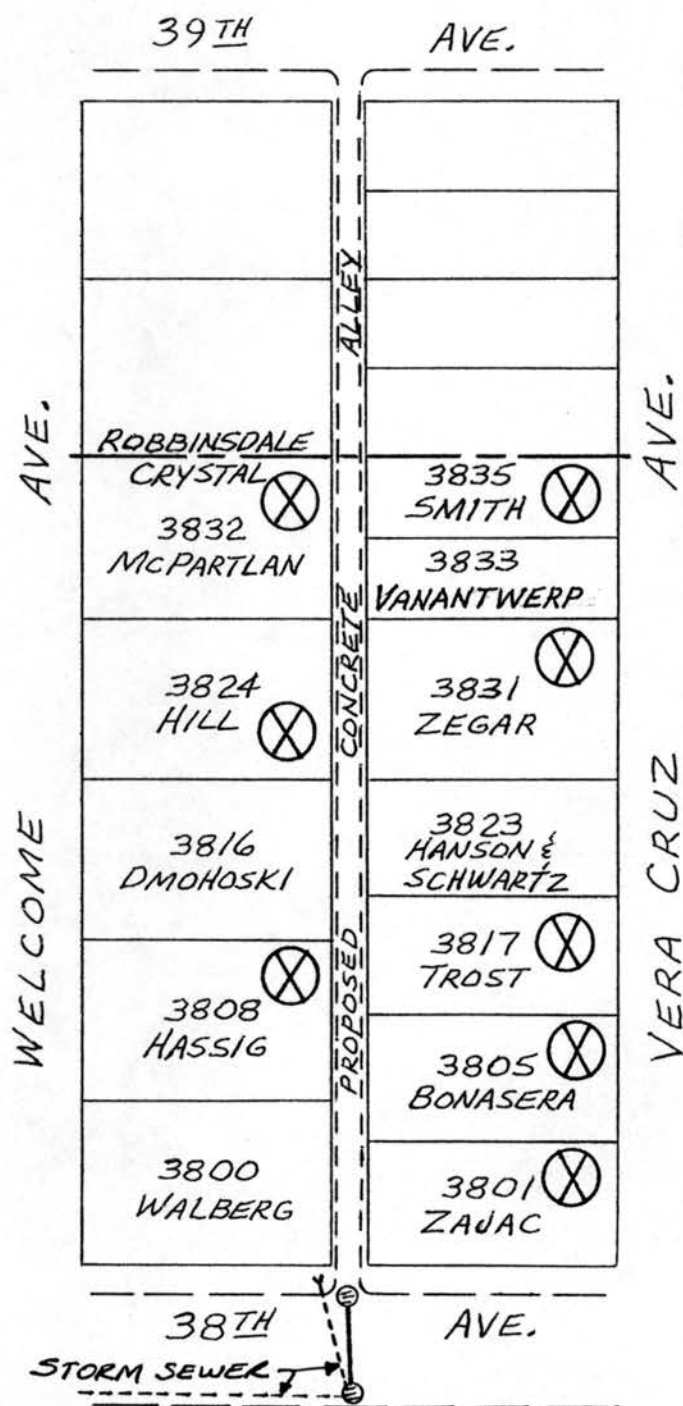 39TH AVE.
WELCOME AVE.
ROBBINSDALE
CRYSTAL
3832
McPARTLAN
3824
HILL
3816
DMOHOSKI
3808
HASSIG
3800
WALBERG
PROPOSED CONCRETE ALLEY
3835
SMITH
3833
VANANTWERP
3831
ZEGAR
3823
HANSON &
SCHWARTZ
3817
TROST
3805
BONASERA
3801
ZAJAC
VERA CRUZ AVE.
38TH AVE.
STORM SEWER